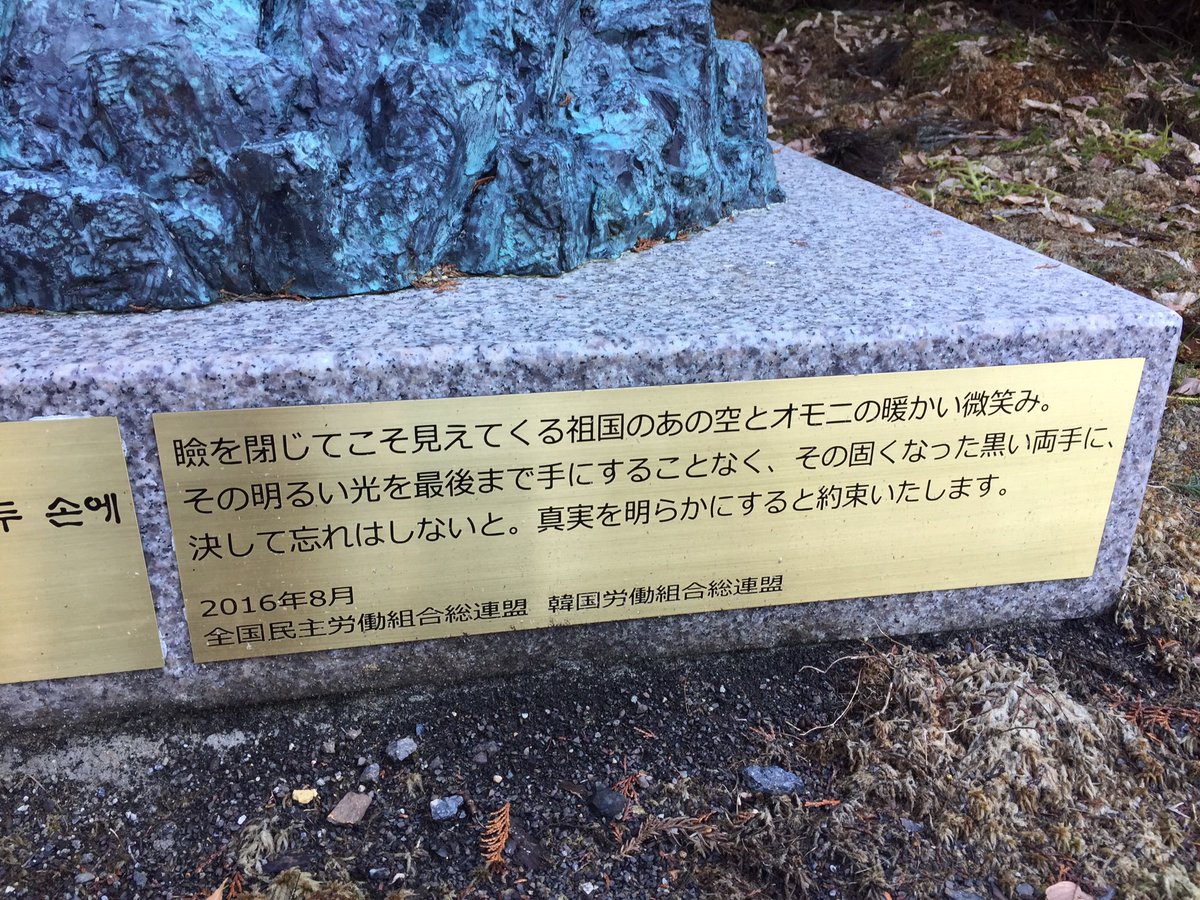 두 손에
瞼を閉じてこそ見えてくる祖国のあの空とオモニの暖かい微笑み。
その明るい光を最後まで手にすることなく、その固くなった黒い両手に、
決して忘れはしないと。真実を明らかにすると約束いたします。
2016年8月
全国民主労働組合総連盟 韓国労働組合総連盟